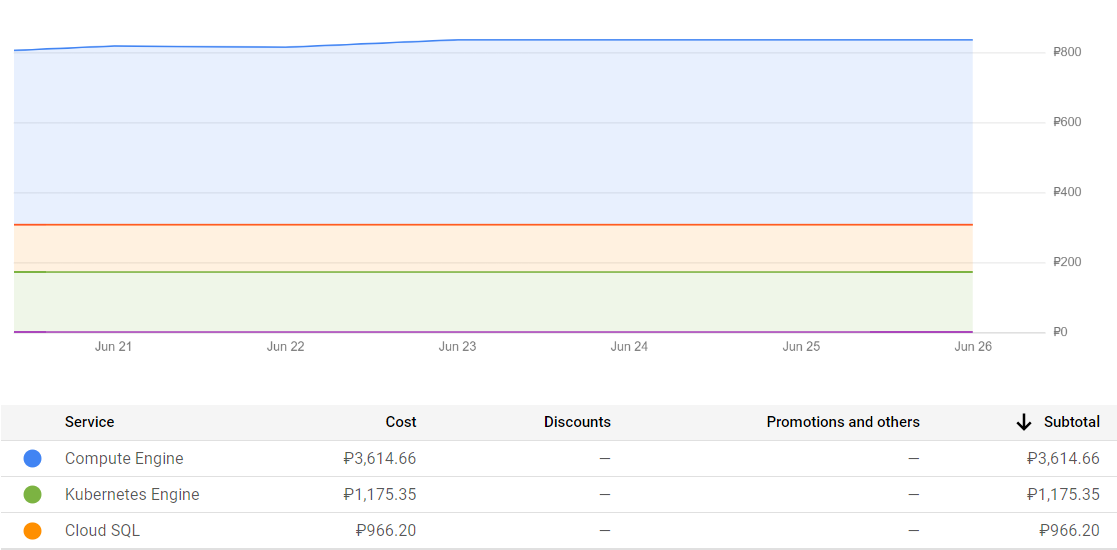 ₽800
₽600
₽400
₽200
₽0
Jun 21 Jun 22 Jun 23 Jun 24 Jun 25 Jun 26
Service Cost Discounts Promotions and others ↓ Subtotal
Compute Engine ₽3,614.66 — — ₽3,614.66
Kubernetes Engine ₽1,175.35 — — ₽1,175.35
Cloud SQL ₽966.20 — — ₽966.20